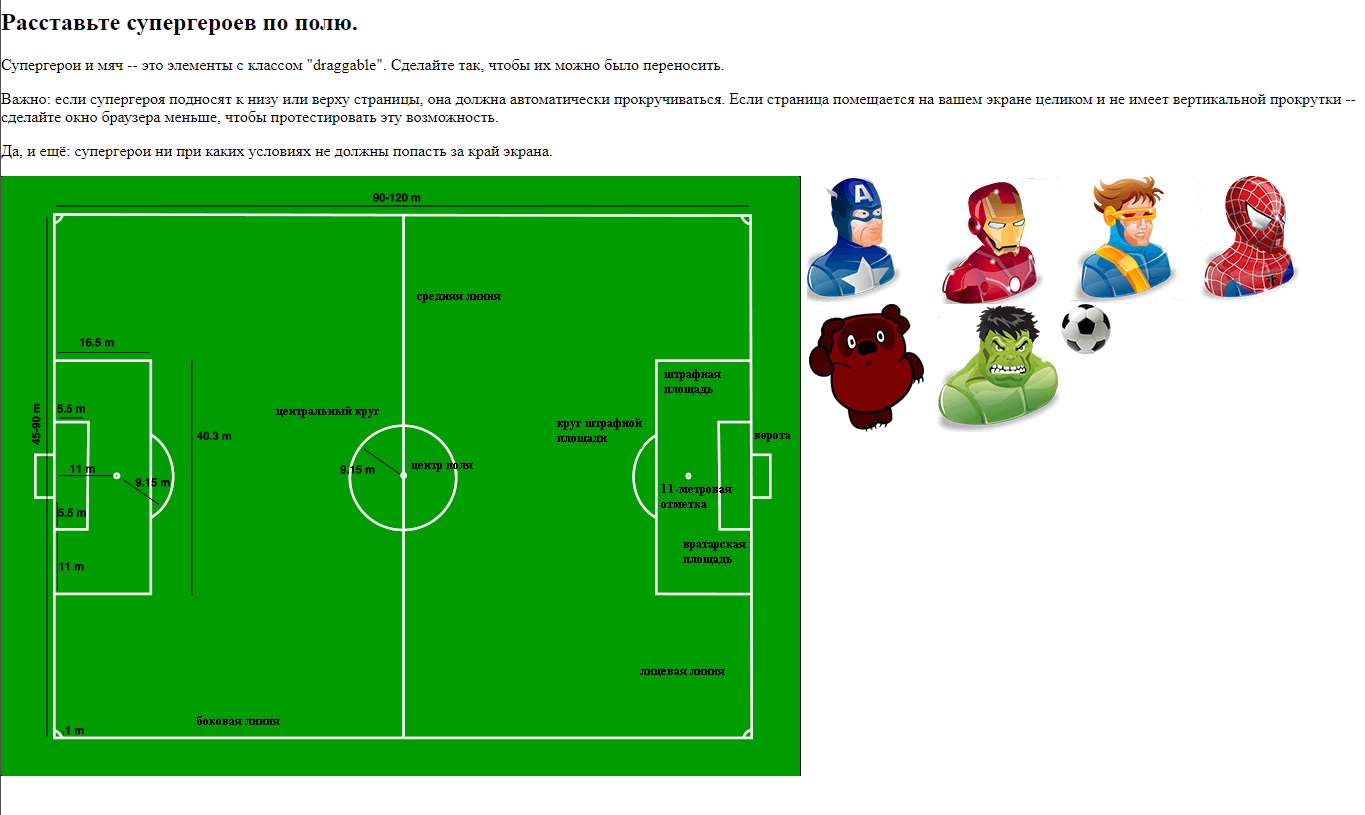 Расставьте супергероев по полю.
Супергерои и мяч -- это элементы с классом "draggable". Сделайте так, чтобы их можно было переносить.
Важно: если супергероя подносят к низу или верху страницы, она должна автоматически прокручиваться. Если страница помещается на вашем экране целиком и не имеет вертикальной прокрутки --
сделайте окно браузера меньше, чтобы протестировать эту возможность.
Да, и ещё: супергерои ни при каких условиях не должны попасть за край экрана.
90-120 m
A
средняя линия
16.5 m
штрафная
площадь
5.5 m
45-90 m
центральный круг
круг штрафной
площади
40.3 m
ворота
11 m
9.15 m
центр поля
9.15 m
11-метровая
отметка
5.5 m
вратарская
площадь
11 m
лицевая линия
боковая линия
1 m